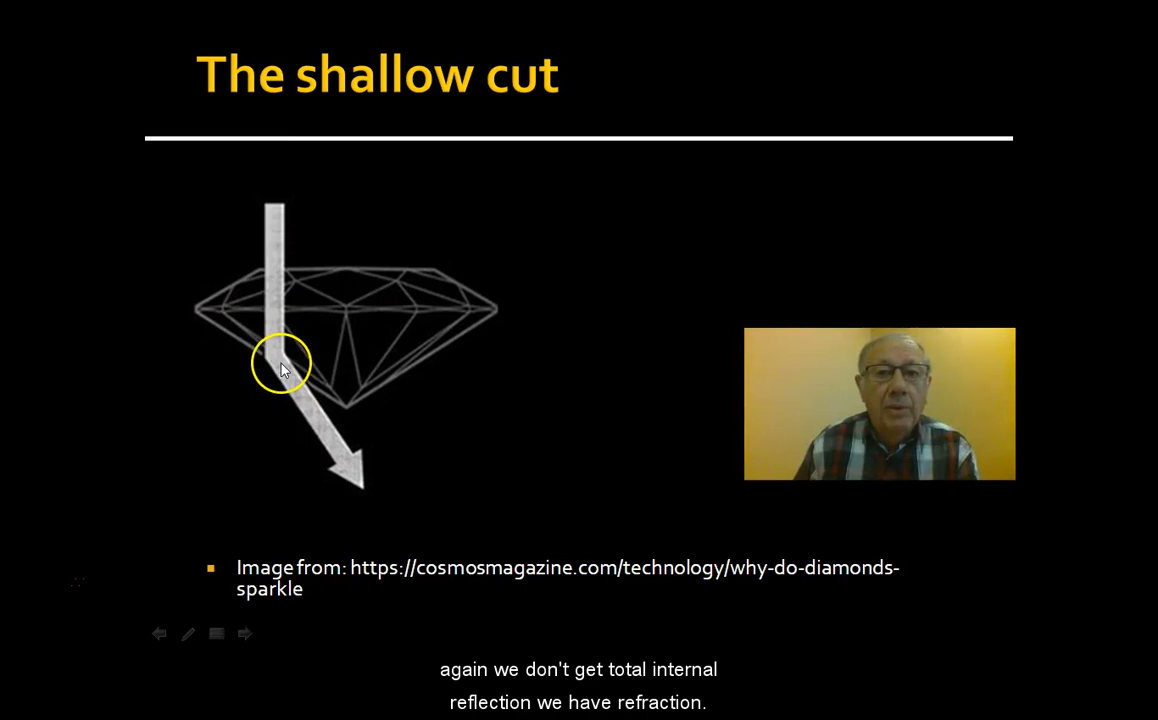 The shallow cut
Image from: https://cosmosmagazine.com/technology/why-do-diamonds-
sparkle
again we don't get total internal
reflection we have refraction.